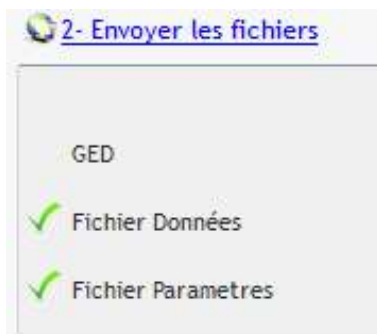 2- Envoyer les fichiers
GED
Fichier Données
Fichier Parametres